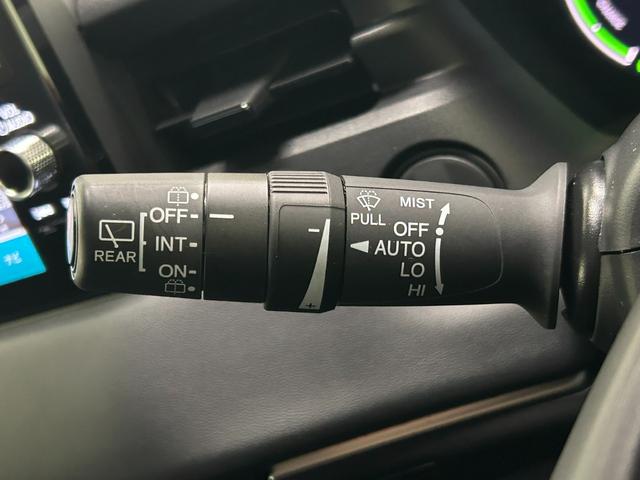 OFF
INT
ON
REAR
−
+
PULL
MIST
OFF
AUTO
LO
HI